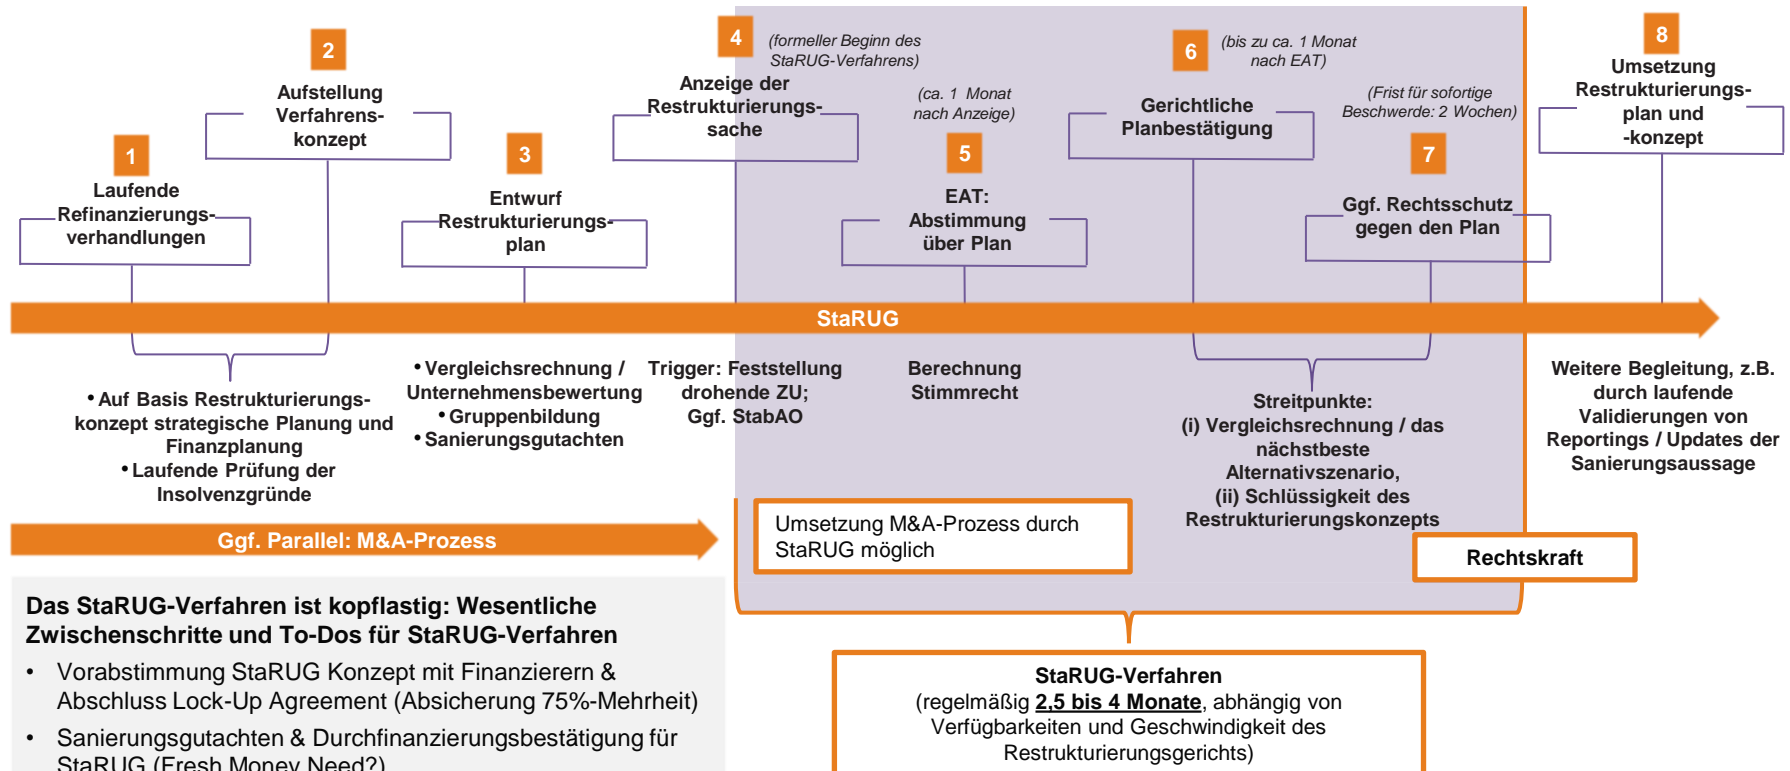 1
Laufende
Refinanzierungs-
verhandlungen
2
Aufstellung
Verfahrens-
konzept
3
Entwurf
Restrukturierungs-
plan
4
(formeller Beginn des
StaRUG-Verfahrens)
Anzeige der
Restrukturierungs-
sache
(ca. 1 Monat
nach Anzeige)
5
EAT:
Abstimmung
über Plan
6
(bis zu ca. 1 Monat
nach EAT)
Gerichtliche
Planbestätigung
(Frist für sofortige
Beschwerde: 2 Wochen)
7
Ggf. Rechtsschutz
gegen den Plan
8
Umsetzung
Restrukturierungs-
plan und
-konzept
StaRUG
• Auf Basis Restrukturierungs-
konzept strategische Planung und
Finanzplanung
• Laufende Prüfung der
Insolvenzgründe
• Vergleichsrechnung /
Unternehmensbewertung
• Gruppenbildung
• Sanierungsgutachten
Trigger: Feststellung
drohende ZU;
Ggf. StabAO
Berechnung
Stimmrecht
Streitpunkte:
(i) Vergleichsrechnung / das
nächstbeste
Alternativszenario,
(ii) Schlüssigkeit des
Restrukturierungskonzepts
Weitere Begleitung, z.B.
durch laufende
Validierungen von
Reportings / Updates der
Sanierungsaussage
Ggf. Parallel: M&A-Prozess
Umsetzung M&A-Prozess durch
StaRUG möglich
Rechtskraft
Das StaRUG-Verfahren ist kopflastig: Wesentliche
Zwischenschritte und To-Dos für StaRUG-Verfahren
• Vorabstimmung StaRUG Konzept mit Finanzierern &
Abschluss Lock-Up Agreement (Absicherung 75%-Mehrheit)
• Sanierungsgutachten & Durchfinanzierungsbestätigung für
StaRUG (Fresh Money Need?)
StaRUG-Verfahren
(regelmäßig 2,5 bis 4 Monate, abhängig von
Verfügbarkeiten und Geschwindigkeit des
Restrukturierungsgerichts)